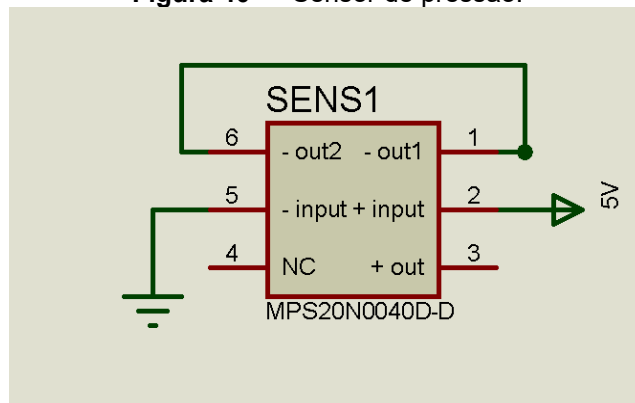 SENS1
6 - out2 - out1 1
5 - input + input 2
5V
4 NC + out 3
MPS20N0040D-D